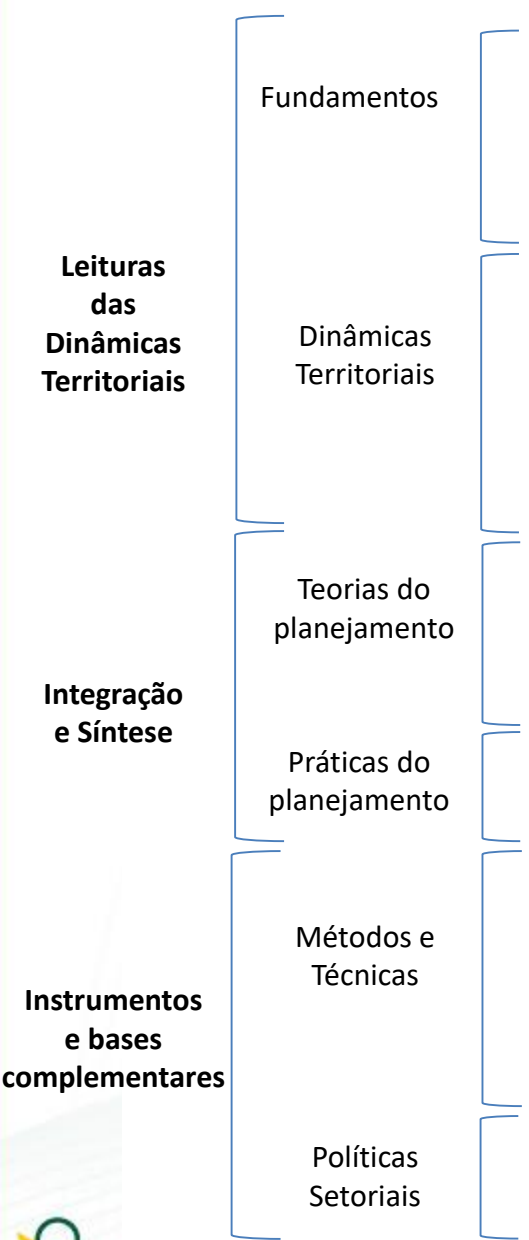 Fundamentos
Leituras
das
Dinâmicas
Territoriais
Dinâmicas
Territoriais
Teorias do
planejamento
Integração
e Síntese
Práticas do
planejamento
Métodos e
Técnicas
Instrumentos
e bases
complementares
Políticas
Setoriais